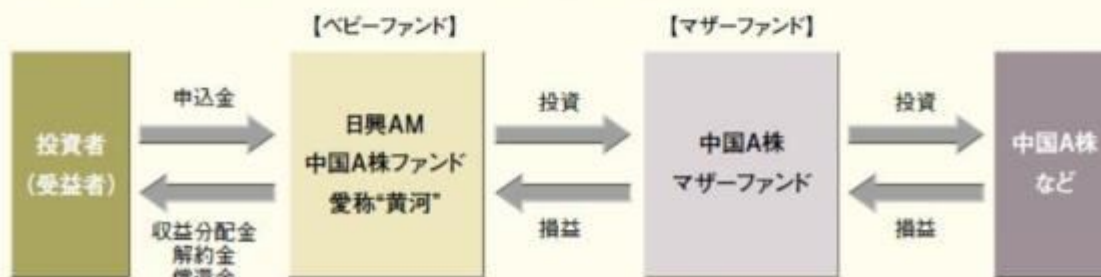 【ベビーファンド】
【マザーファンド】
投資者
(受益者)
申込金
収益分配金
解約金
償還金
日興AM
中国A株ファンド
愛称“黄河”
投資
損益
中国A株
マザーファンド
投資
損益
中国A株
など